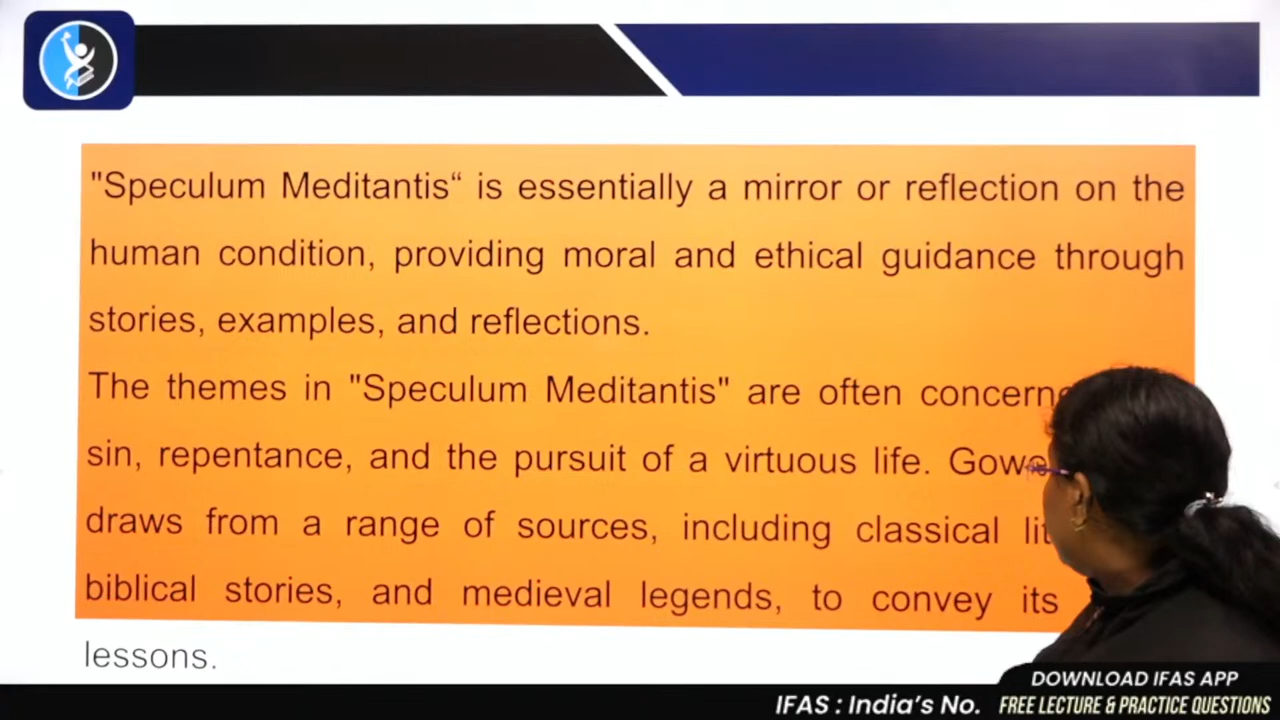 "Speculum Meditantis“ is essentially a mirror or reflection on the
human condition, providing moral and ethical guidance through
stories, examples, and reflections.
The themes in "Speculum Meditantis" are often
sin, repentance, and the pursuit of a virtuous life.
draws from a range of sources, including classical
biblical stories, and medieval legends, to convey its
lessons.
DOWNLOAD IFAS APP
IFAS : India's No. FREE LECTURE & PRACTICE QUESTIONS